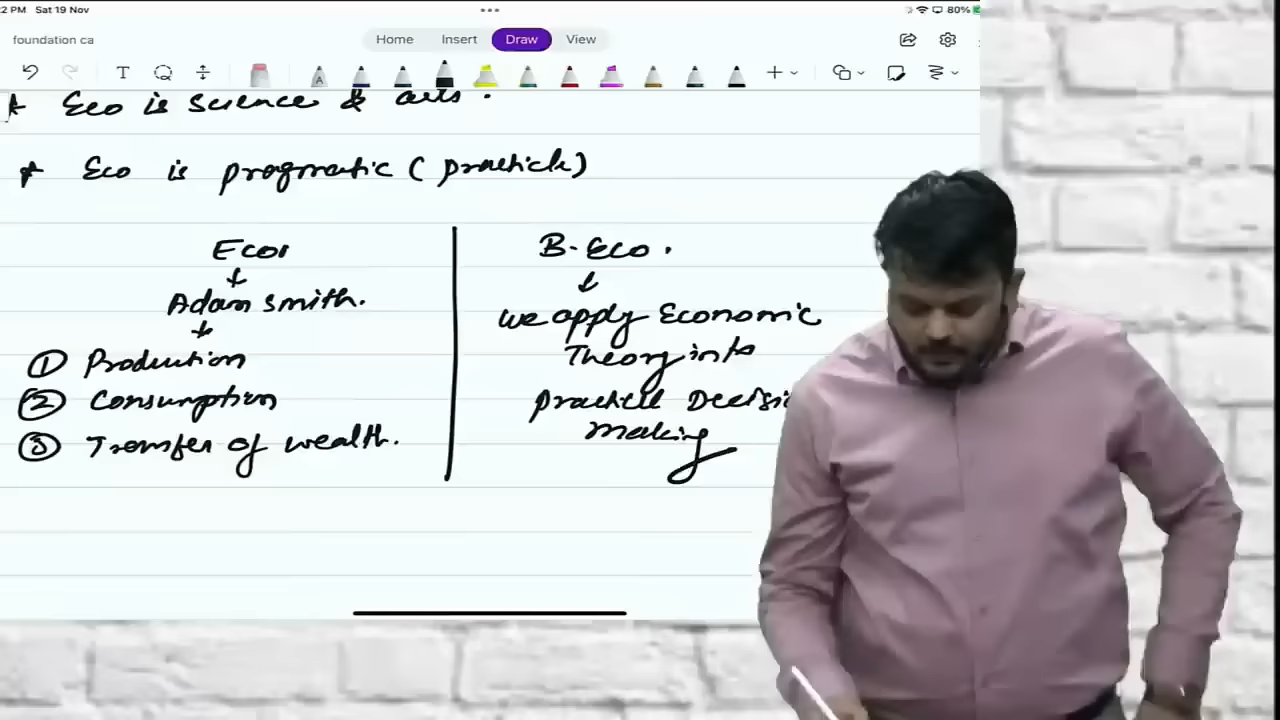 2 PM Sat 19 Nov
80%
foundation ca
Home Insert Draw View
T
A
* Eco is science & arts.
* Eco is pragmatic (practicle)
Eco
B-Eco.
Adam Smith.
① Production
② Consumption
③ Transfer of wealth.
we apply Economic
Theory into
practicle Decisi
making